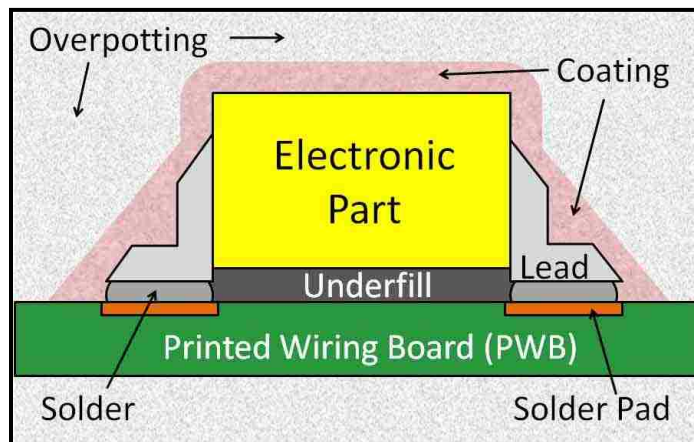 Overpotting
Coating
Electronic
Part
Lead
Underfill
Printed Wiring Board (PWB)
Solder
Solder Pad